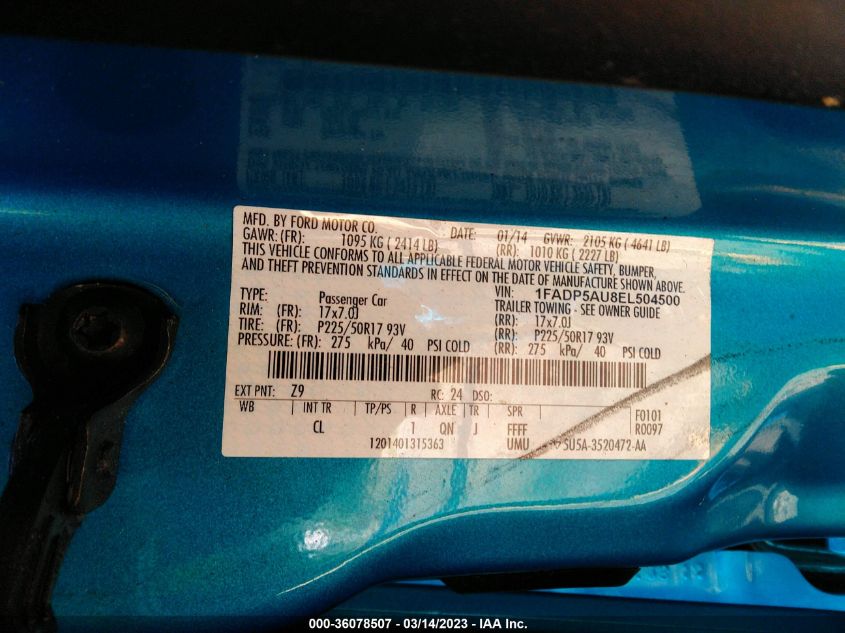 MFD. BY FORD MOTOR CO. DATE: 01/14 GVWR: 2105 KG ( 4641 LB)
GAWR: (FR): 1095 KG ( 2414 LB) (RR): 1010 KG ( 2227 LB)
THIS VEHICLE CONFORMS TO ALL APPLICABLE FEDERAL MOTOR VEHICLE SAFETY, BUMPER,
AND THEFT PREVENTION STANDARDS IN EFFECT ON THE DATE OF MANUFACTURE SHOWN ABOVE.
VIN: 1FADP5AU8EL504500
TYPE: Passenger Car TRAILER TOWING - SEE OWNER GUIDE
RIM: (FR): 17x7.0J (RR): 17x7.0J
TIRE: (FR): P225/50R17 93V (RR): P225/50R17 93V
PRESSURE: (FR): 275 kPa/ 40 PSI COLD (RR): 275 kPa/ 40 PSI COLD
EXT PNT: Z9 RC: 24 DSO:
WB INT TR TP/PS R AXLE TR SPR F0101
CL 1 QN J FFFF R0097
1201401315363 UMU SU5A-3520472-AA
000-36078507 - 03/14/2023 - IAA Inc.